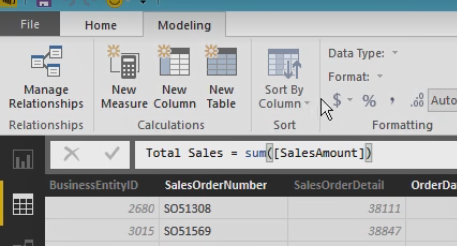 File Home Modeling
Data Type:
Format:
Manage Relationships
New Measure
New Column
New Table
Sort By Column
$ % , .00 Auto
Relationships Calculations Sort Formatting
Total Sales = sum([SalesAmount])
BusinessEntityID SalesOrderNumber SalesOrderDetail OrderDa
2680 SO51308 38111
3015 SO51569 38847